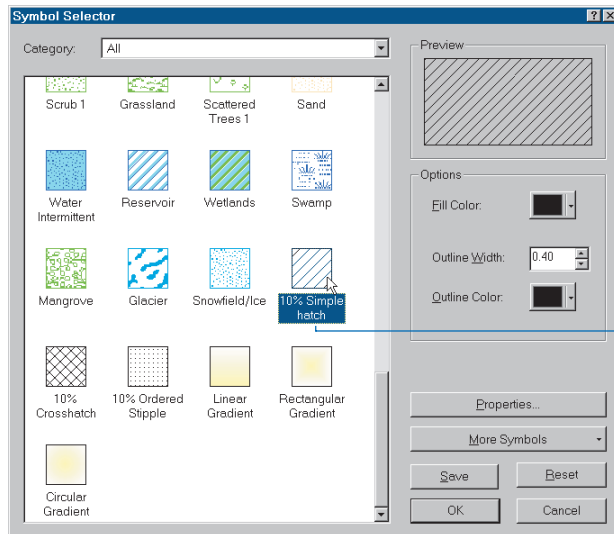 Symbol Selector
Category: All
Scrub 1 Grassland Scattered Trees 1 Sand
Water Intermittent Reservoir Wetlands Swamp
Mangrove Glacier Snowfield/Ice 10% Simple hatch
10% Crosshatch 10% Ordered Stipple Linear Gradient Rectangular Gradient
Circular Gradient
Preview
Options
Fill Color:
Outline Width: 0.40
Outline Color:
Properties...
More Symbols
Save Reset
OK Cancel